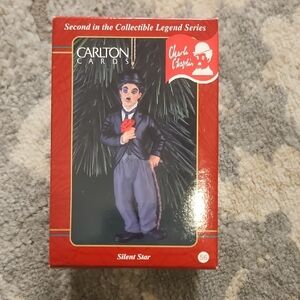 Second in the Collectible Legend Series
CARLTON
CARDS
Charlie
Chaplin
Silent Star